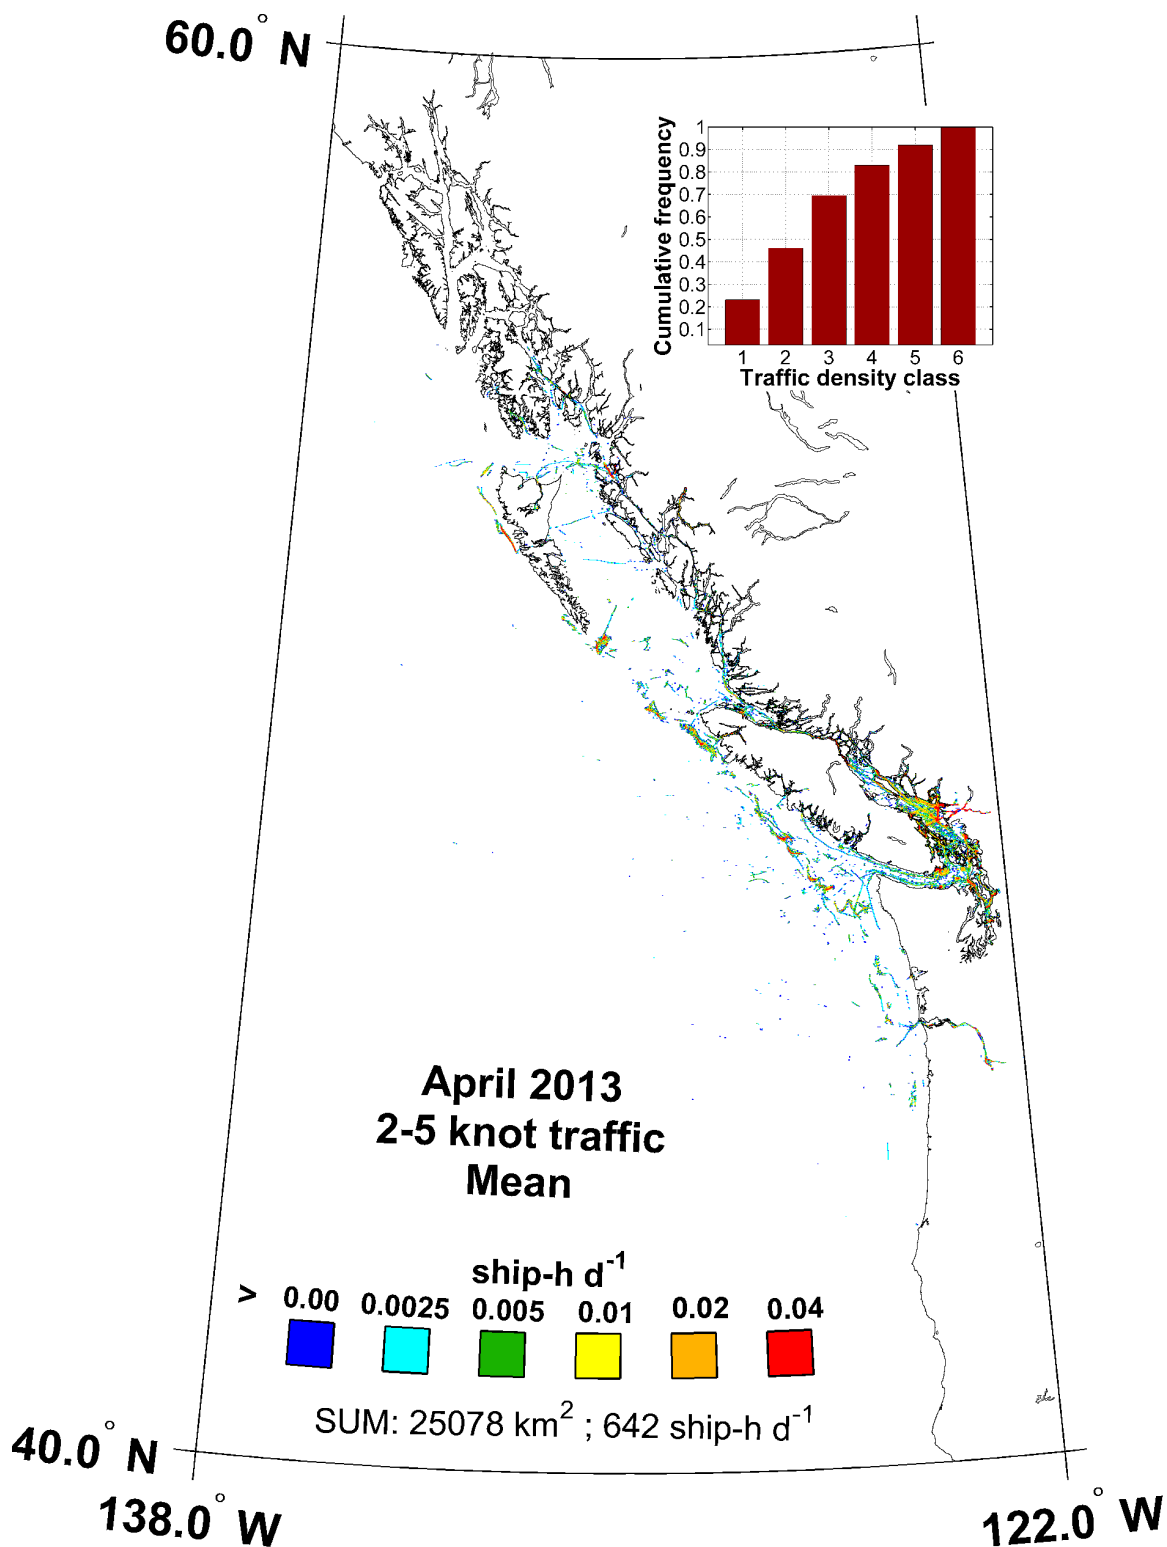 60.0° N
Cumulative frequency
1
0.9
0.8
0.7
0.6
0.5
0.4
0.3
0.2
0.1
1 2 3 4 5 6
Traffic density class
April 2013
2-5 knot traffic
Mean
ship-h d⁻¹
> 0.00 0.0025 0.005 0.01 0.02 0.04
SUM: 25078 km² ; 642 ship-h d⁻¹
40.0° N
138.0° W
122.0° W